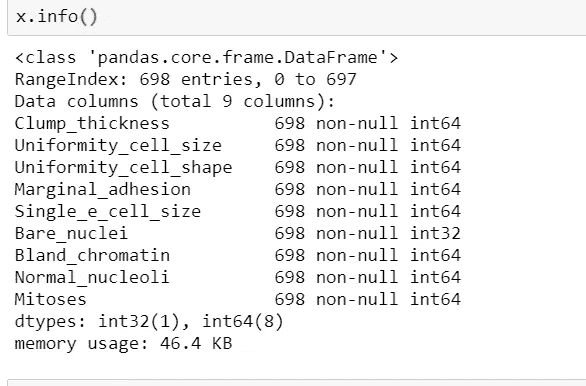 x.info()
<class 'pandas.core.frame.DataFrame'>
RangeIndex: 698 entries, 0 to 697
Data columns (total 9 columns):
Clump_thickness 698 non-null int64
Uniformity_cell_size 698 non-null int64
Uniformity_cell_shape 698 non-null int64
Marginal_adhesion 698 non-null int64
Single_e_cell_size 698 non-null int64
Bare_nuclei 698 non-null int32
Bland_chromatin 698 non-null int64
Normal_nucleoli 698 non-null int64
Mitoses 698 non-null int64
dtypes: int32(1), int64(8)
memory usage: 46.4 KB